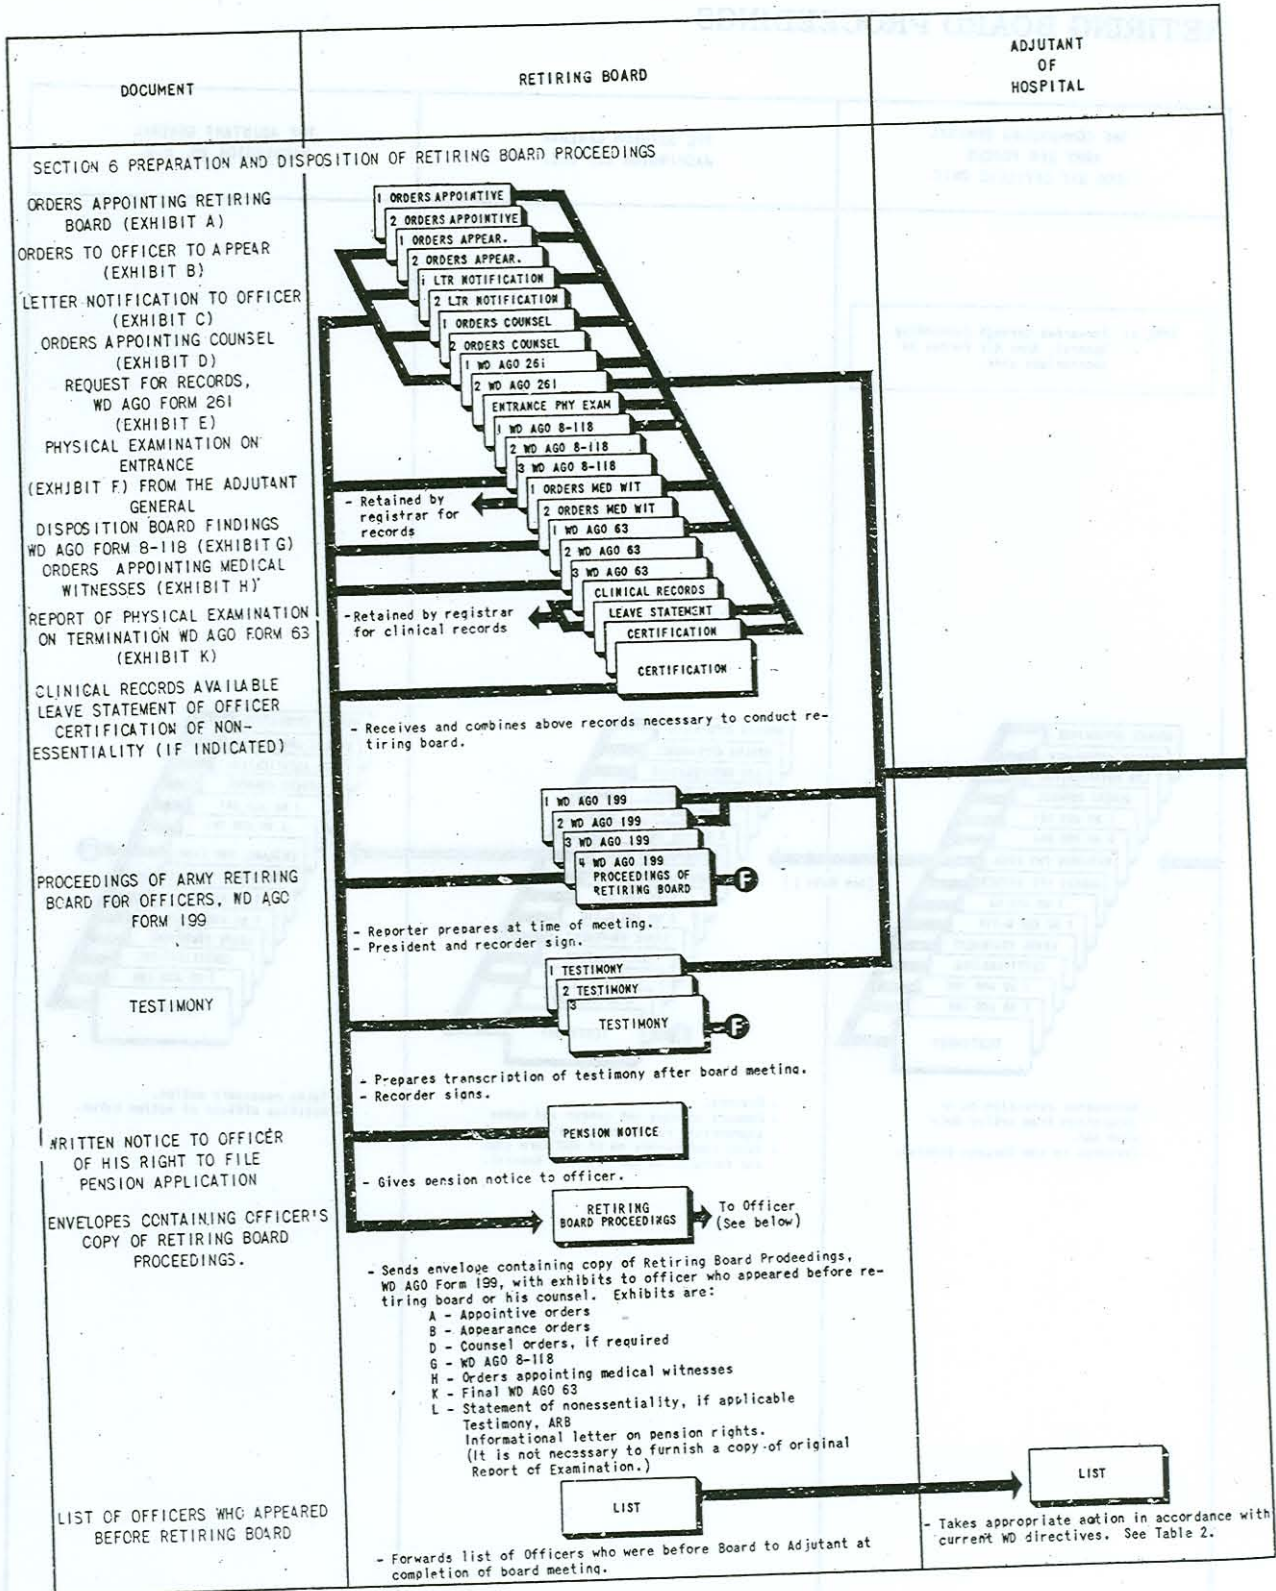 DOCUMENT
RETIRING BOARD
ADJUTANT
OF
HOSPITAL
SECTION 6 PREPARATION AND DISPOSITION OF RETIRING BOARD PROCEEDINGS
ORDERS APPOINTING RETIRING
BOARD (EXHIBIT A)
ORDERS TO OFFICER TO APPEAR
(EXHIBIT B)
LETTER NOTIFICATION TO OFFICER
(EXHIBIT C)
ORDERS APPOINTING COUNSEL
(EXHIBIT D)
REQUEST FOR RECORDS,
WD AGO FORM 261
(EXHIBIT E)
PHYSICAL EXAMINATION ON
ENTRANCE
(EXHIBIT F) FROM THE ADJUTANT
GENERAL
DISPOSITION BOARD FINDINGS
WD AGO FORM 8-118 (EXHIBIT G)
ORDERS APPOINTING MEDICAL
WITNESSES (EXHIBIT H)
REPORT OF PHYSICAL EXAMINATION
ON TERMINATION WD AGO FORM 63
(EXHIBIT K)
CLINICAL RECORDS AVAILABLE
LEAVE STATEMENT OF OFFICER
CERTIFICATION OF NON-
ESSENTIALITY (IF INDICATED)
1 ORDERS APPOINTIVE
2 ORDERS APPOINTIVE
1 ORDERS APPEAR.
2 ORDERS APPEAR.
1 LTR NOTIFICATION
2 LTR NOTIFICATION
1 ORDERS COUNSEL
2 ORDERS COUNSEL
1 WD AGO 261
2 WD AGO 261
ENTRANCE PHY EXAM
1 WD AGO 8-118
2 WD AGO 8-118
3 WD AGO 8-118
1 ORDERS MED WIT
2 ORDERS MED WIT
1 WD AGO 63
2 WD AGO 63
3 WD AGO 63
CLINICAL RECORDS
LEAVE STATEMENT
CERTIFICATION
CERTIFICATION
- Retained by
registrar for
records
-Retained by registrar
for clinical records
- Receives and combines above records necessary to conduct re-
tiring board.
PROCEEDINGS OF ARMY RETIRING
BOARD FOR OFFICERS, WD AGO
FORM 199
1 WD AGO 199
2 WD AGO 199
3 WD AGO 199
4 WD AGO 199
PROCEEDINGS OF
RETIRING BOARD
F
- Reporter prepares at time of meeting.
- President and recorder sign.
TESTIMONY
1 TESTIMONY
2 TESTIMONY
3
TESTIMONY
F
- Prepares transcription of testimony after board meeting.
- Recorder signs.
WRITTEN NOTICE TO OFFICER
OF HIS RIGHT TO FILE
PENSION APPLICATION
PENSION NOTICE
- Gives pension notice to officer.
ENVELOPES CONTAINING OFFICER'S
COPY OF RETIRING BOARD
PROCEEDINGS.
RETIRING
BOARD PROCEEDINGS
To Officer
(See below)
- Sends envelope containing copy of Retiring Board Prodeedings,
WD AGO Form 199, with exhibits to officer who appeared before re-
tiring board or his counsel. Exhibits are:
A - Appointive orders
B - Appearance orders
D - Counsel orders, if required
G - WD AGO 8-118
H - Orders appointing medical witnesses
K - Final WD AGO 63
L - Statement of nonessentiality, if applicable
Testimony, ARB
Informational letter on pension rights.
(It is not necessary to furnish a copy of original
Report of Examination.)
LIST OF OFFICERS WHO APPEARED
BEFORE RETIRING BOARD
LIST
LIST
- Forwards list of Officers who were before Board to Adjutant at
completion of board meeting.
- Takes appropriate action in accordance with
current WD directives. See Table 2.
RETIRING BOARD PROCEEDINGS